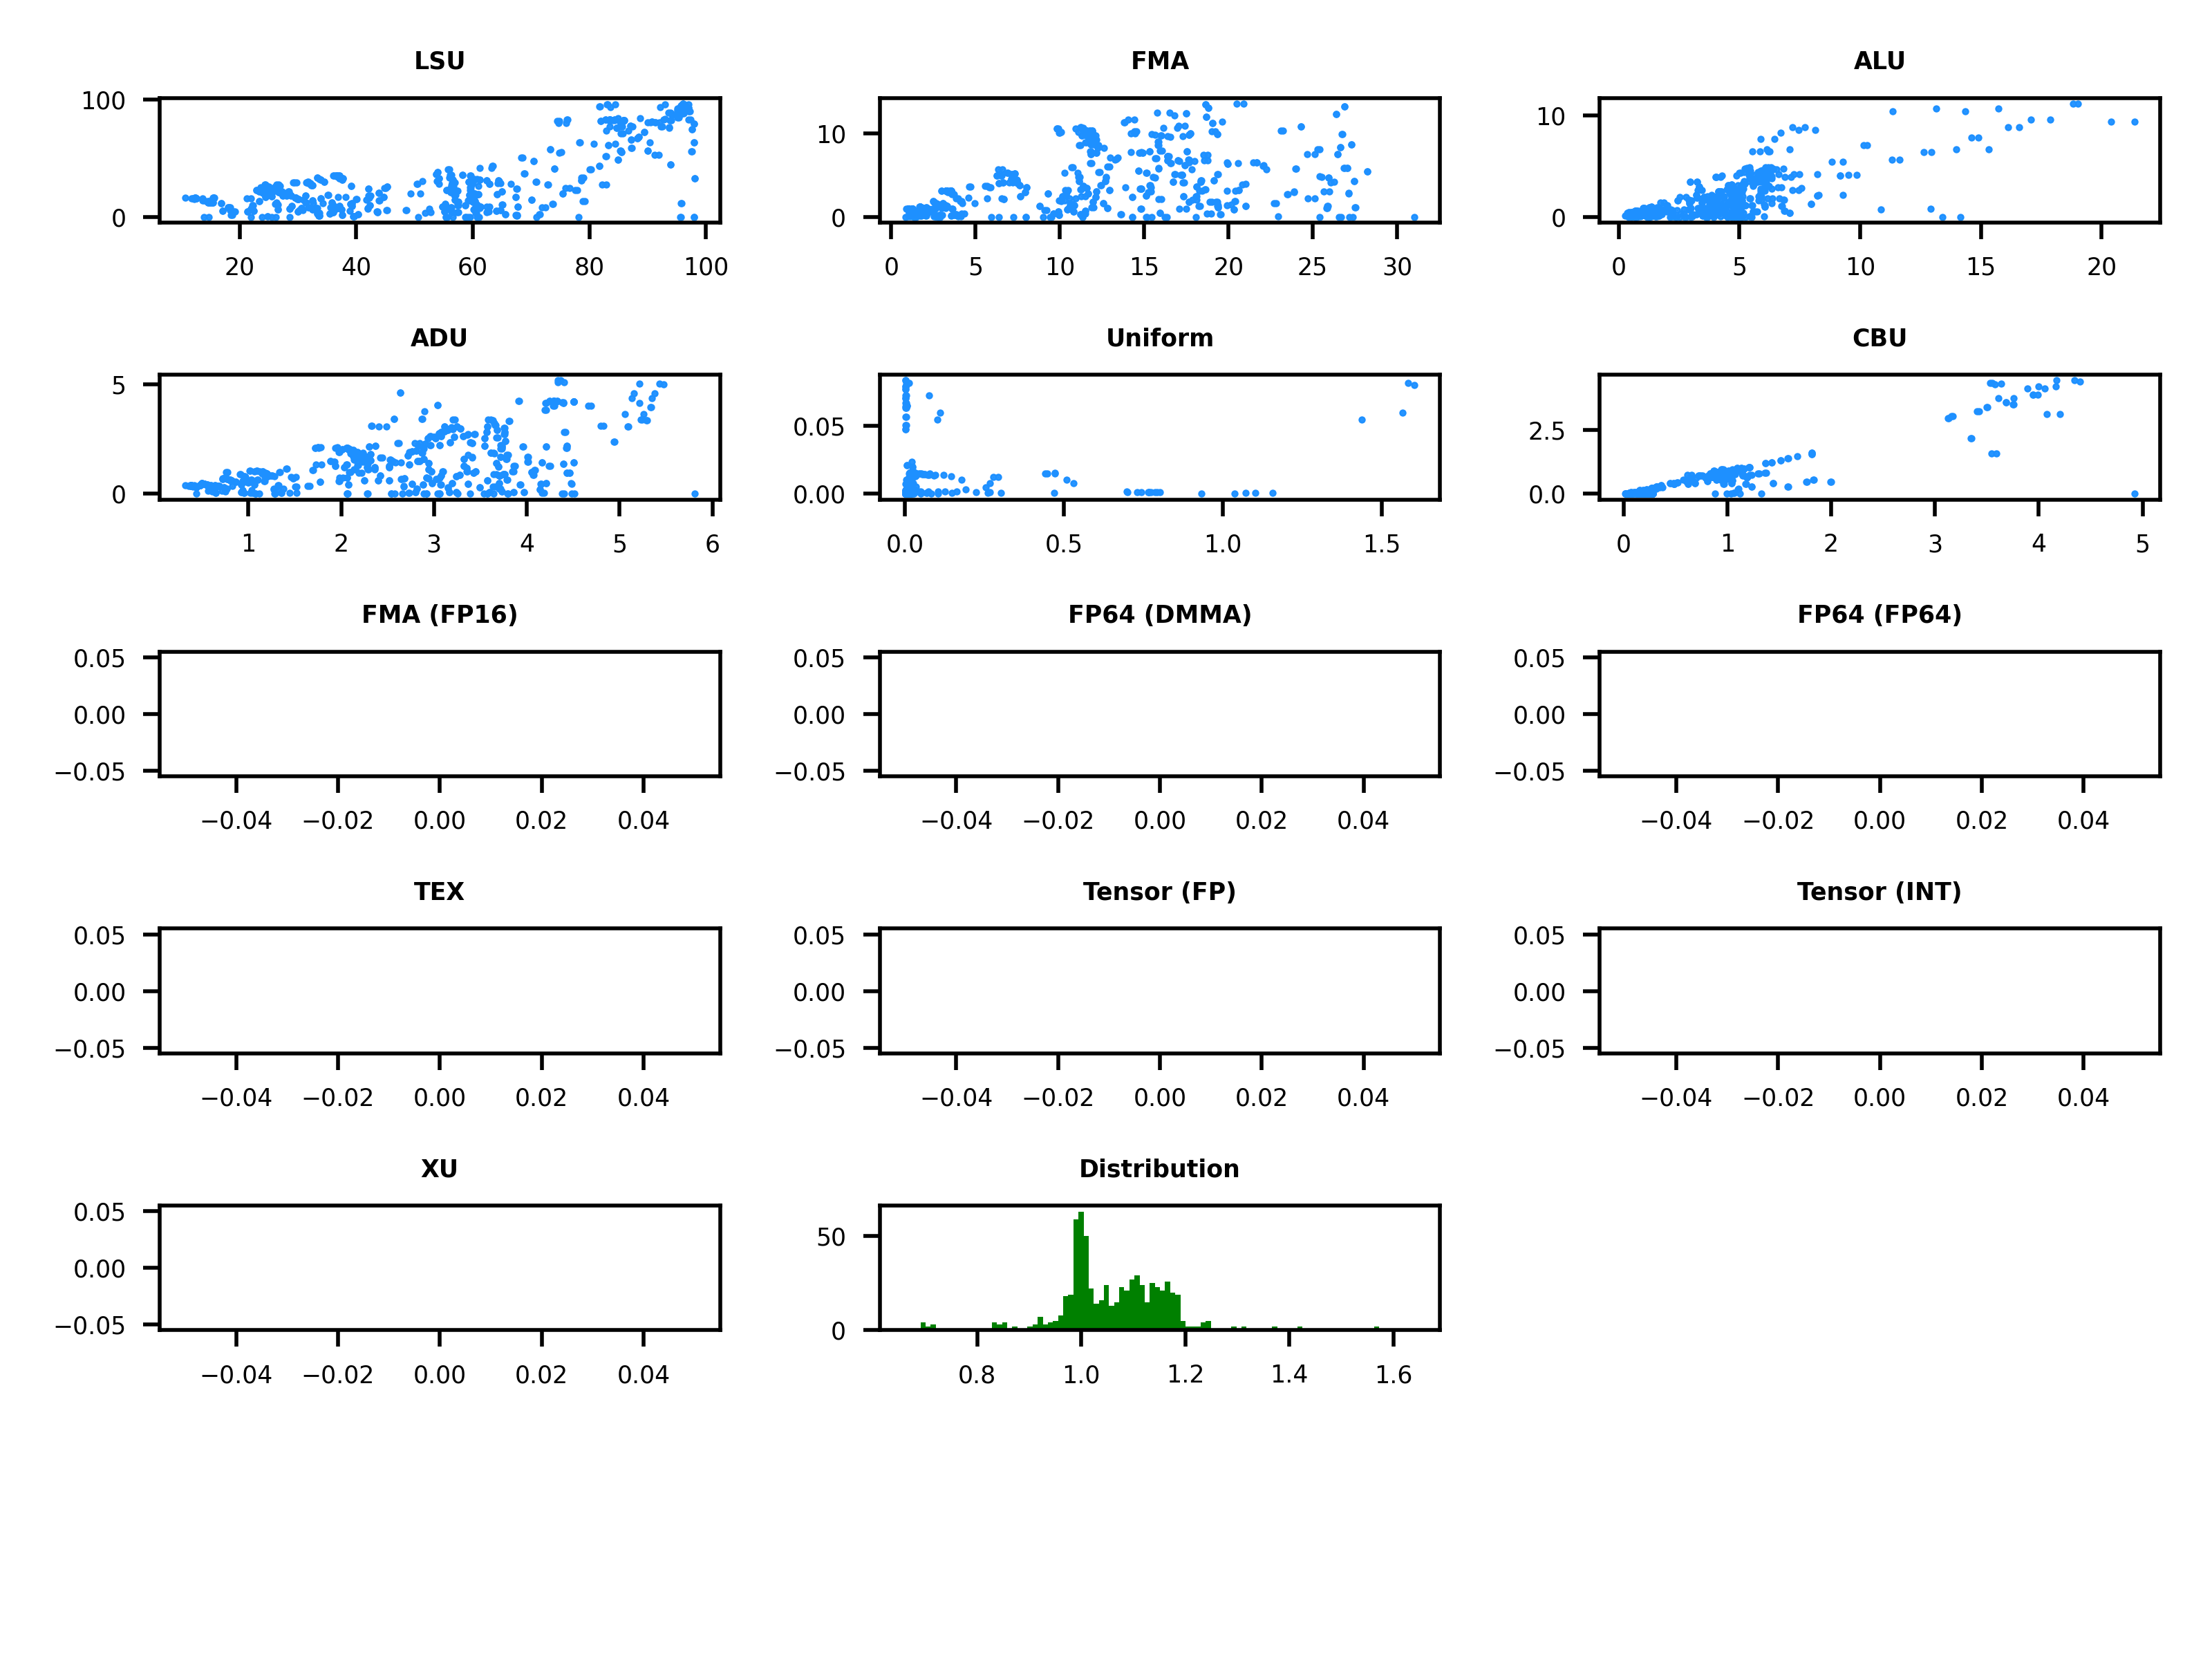 LSU FMA ALU
100 10 10
0 0 0
20 40 60 80 100 0 5 10 15 20 25 30 0 5 10 15 20
ADU Uniform CBU
5 0.05 2.5
0 0.00 0.0
1 2 3 4 5 6 0.0 0.5 1.0 1.5 0 1 2 3 4 5
FMA (FP16) FP64 (DMMA) FP64 (FP64)
0.05 0.05 0.05
0.00 0.00 0.00
−0.05 −0.05 −0.05
−0.04 −0.02 0.00 0.02 0.04 −0.04 −0.02 0.00 0.02 0.04 −0.04 −0.02 0.00 0.02 0.04
TEX Tensor (FP) Tensor (INT)
0.05 0.05 0.05
0.00 0.00 0.00
−0.05 −0.05 −0.05
−0.04 −0.02 0.00 0.02 0.04 −0.04 −0.02 0.00 0.02 0.04 −0.04 −0.02 0.00 0.02 0.04
XU Distribution
0.05 50
0.00
−0.05 0
−0.04 −0.02 0.00 0.02 0.04 0.8 1.0 1.2 1.4 1.6